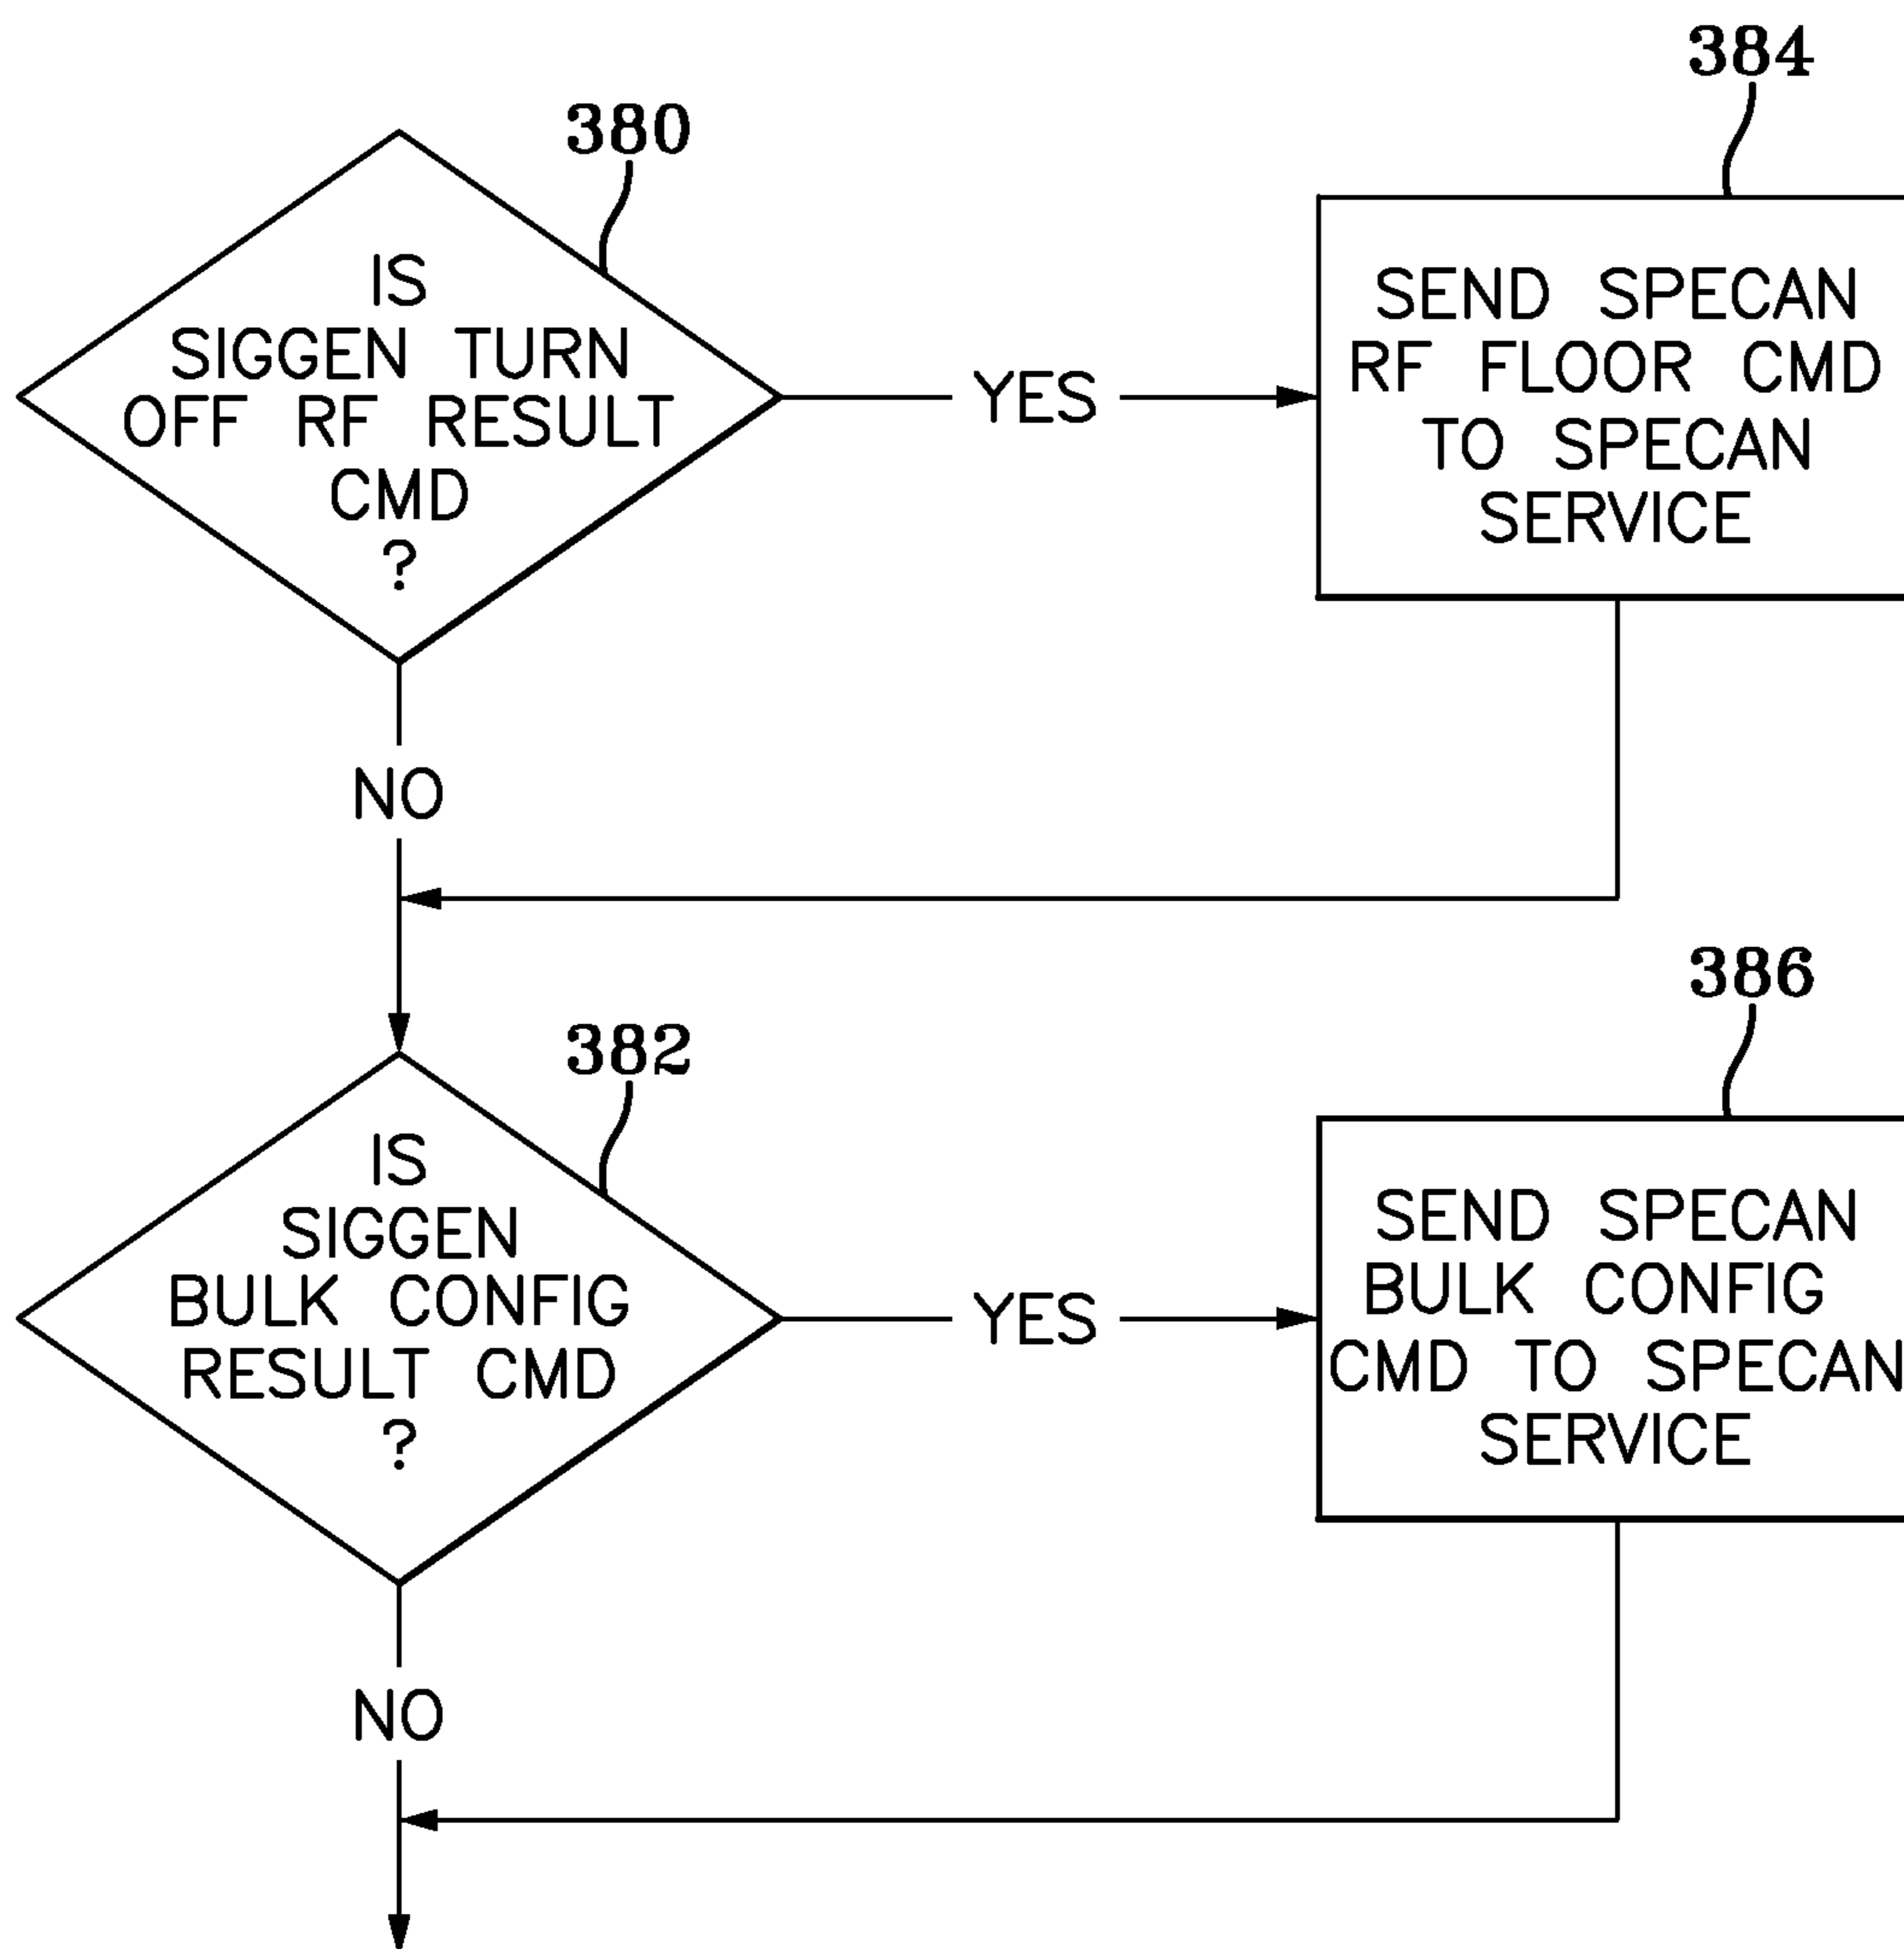 384
380
IS
SIGGEN TURN
OFF RF RESULT
CMD
?
YES
SEND SPECAN
RF FLOOR CMD
TO SPECAN
SERVICE
NO
386
382
IS
SIGGEN
BULK CONFIG
RESULT CMD
?
YES
SEND SPECAN
BULK CONFIG
CMD TO SPECAN
SERVICE
NO